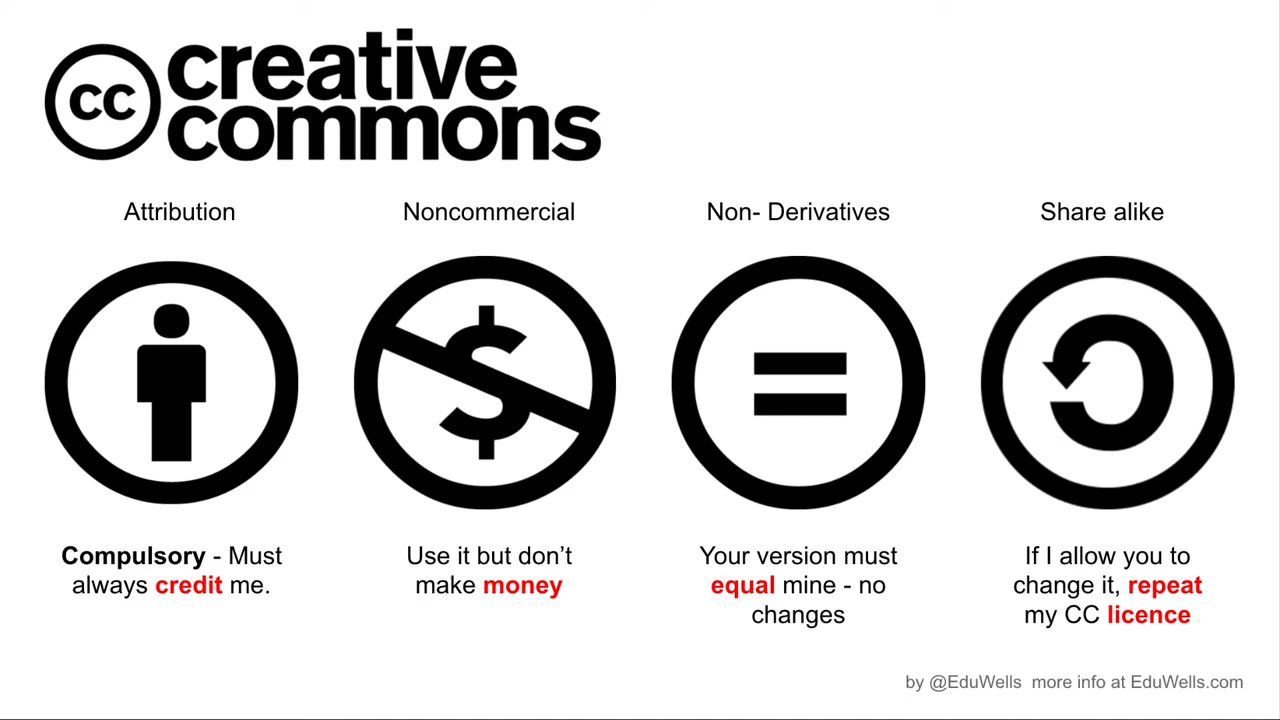 cc creative
commons
Attribution
Noncommercial
Non- Derivatives
Share alike
$
=
Compulsory - Must
always credit me.
Use it but don’t
make money
Your version must
equal mine - no
changes
If I allow you to
change it, repeat
my CC licence
by @EduWells more info at EduWells.com